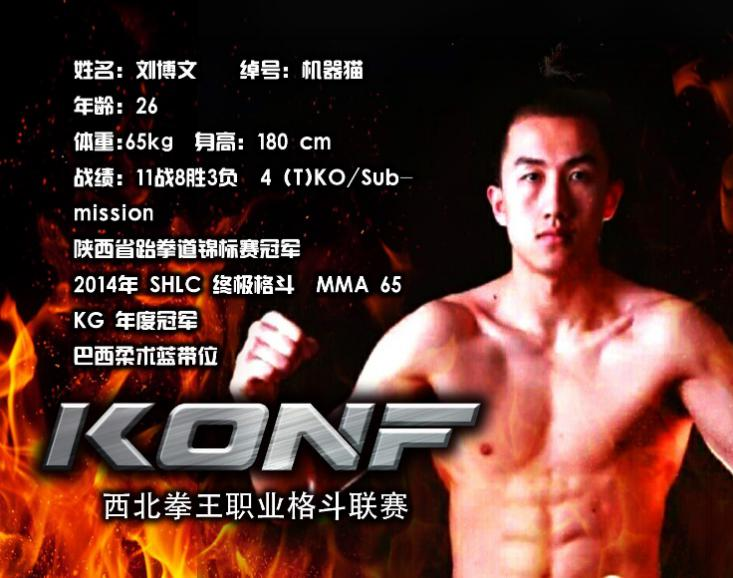 姓名：刘博文 绰号：机器猫
年龄：26
体重:65kg 身高：180 cm
战绩：11战8胜3负 4 (T)KO/Sub-
mission
陕西省跆拳道锦标赛冠军
2014年 SHLC 终极格斗 MMA 65
KG 年度冠军
巴西柔术蓝带位
KONF
西北拳王职业格斗联赛